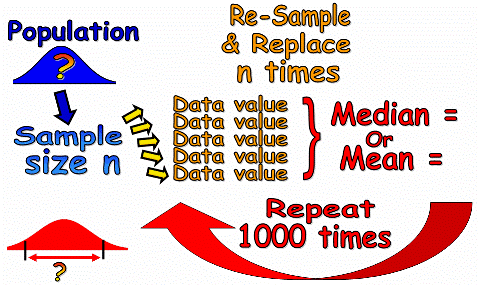 Population
?
Sample
size n
Re-Sample
& Replace
n times
Data value
Data value
Data value
Data value
Data value
Median =
Or
Mean =
Repeat
1000 times
?